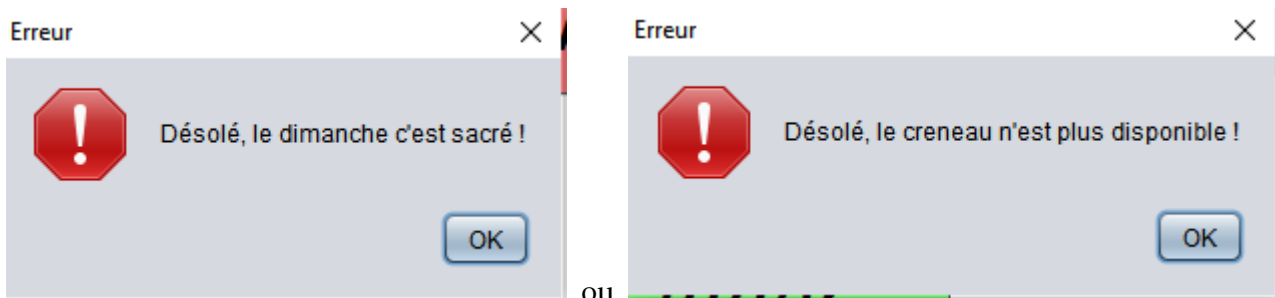 Erreur
Désolé, le dimanche c'est sacré !
OK
ou
Erreur
Désolé, le creneau n'est plus disponible !
OK